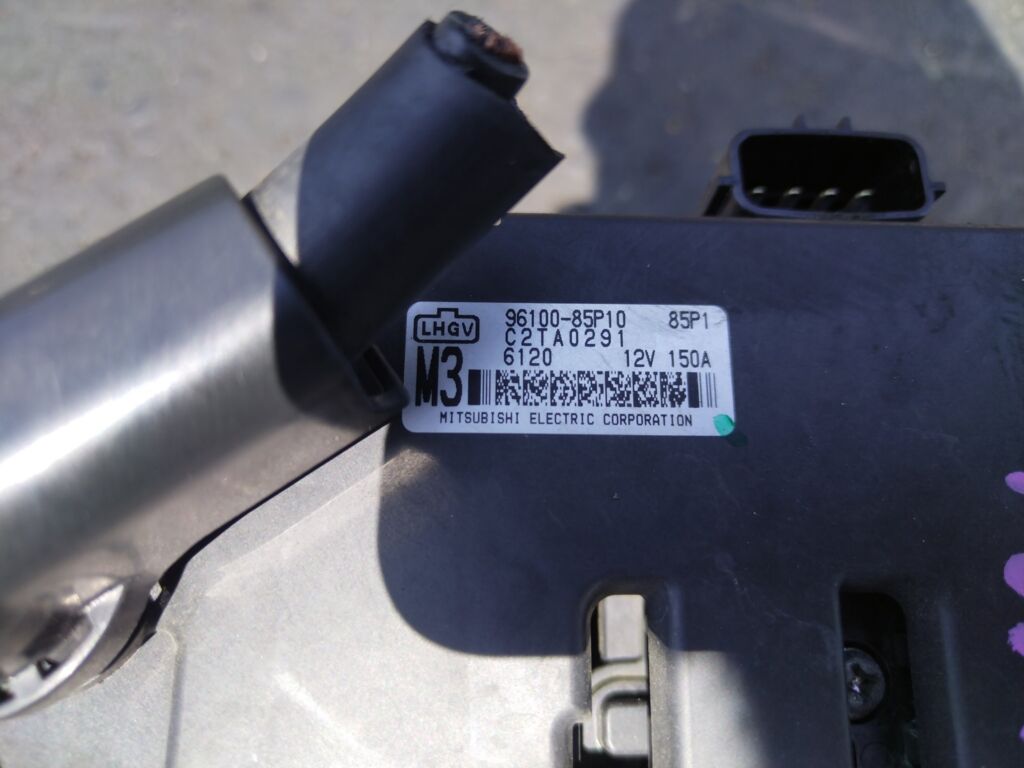 LHGV 96100-85P10 85P1
C2TA0291
M3 6120 12V 150A
MITSUBISHI ELECTRIC CORPORATION